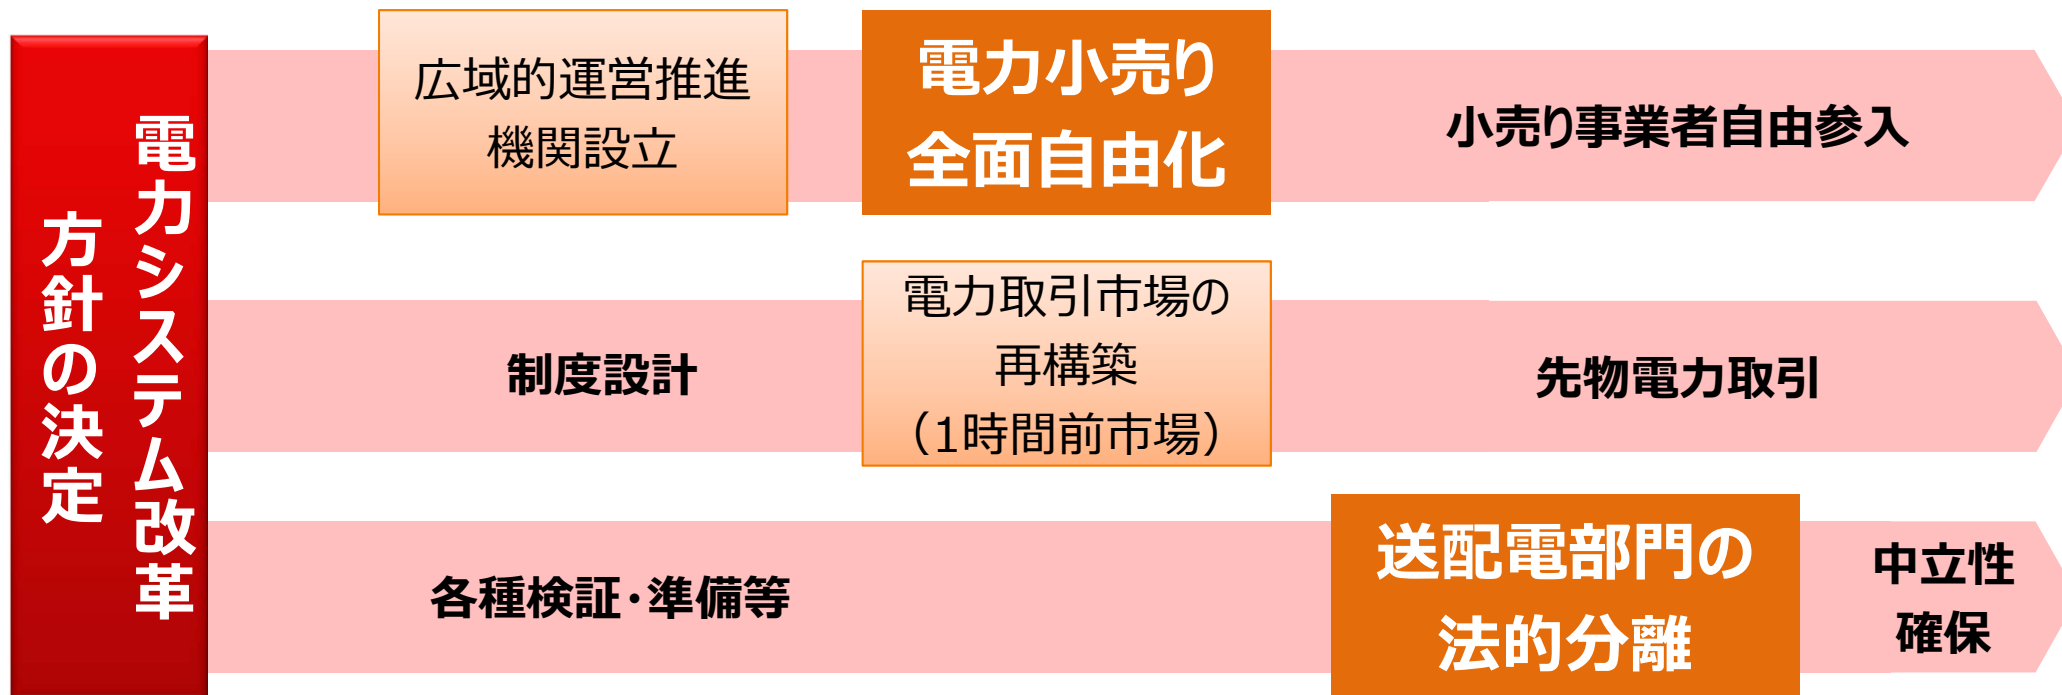 電力システム改革
方針の決定
広域的運営推進
機関設立
電力小売り
全面自由化
小売り事業者自由参入
制度設計
電力取引市場の
再構築
（1時間前市場）
先物電力取引
各種検証・準備等
送配電部門の
法的分離
中立性
確保